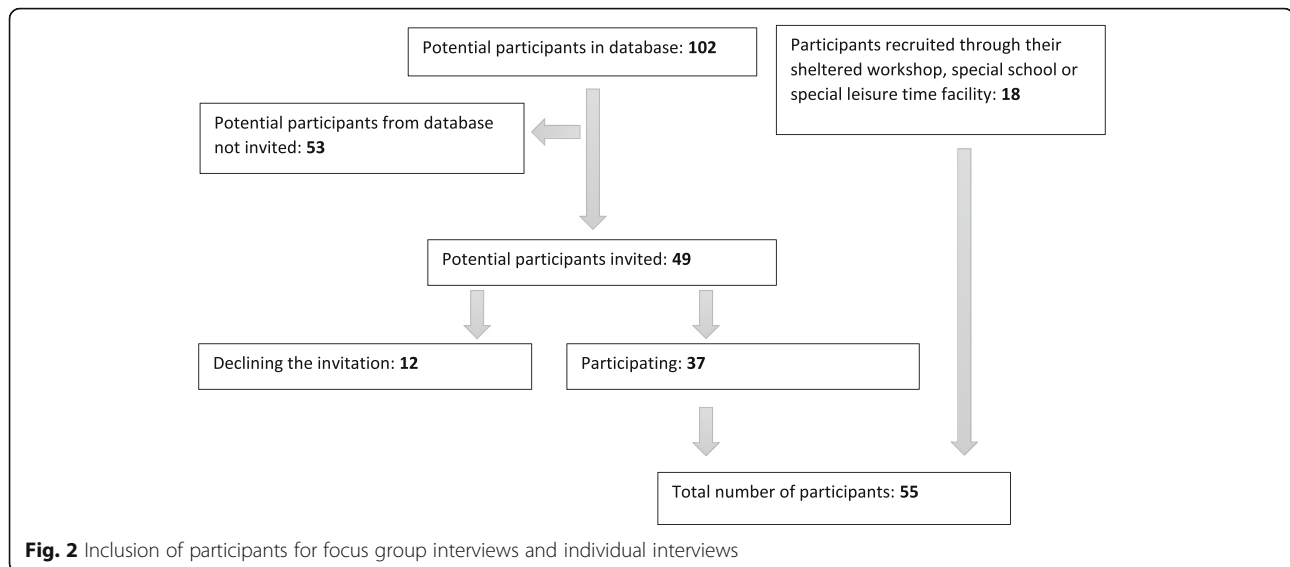 Potential participants in database: 102
Participants recruited through their
sheltered workshop, special school or
special leisure time facility: 18
Potential participants from database
not invited: 53
Potential participants invited: 49
Declining the invitation: 12
Participating: 37
Total number of participants: 55
Fig. 2 Inclusion of participants for focus group interviews and individual interviews